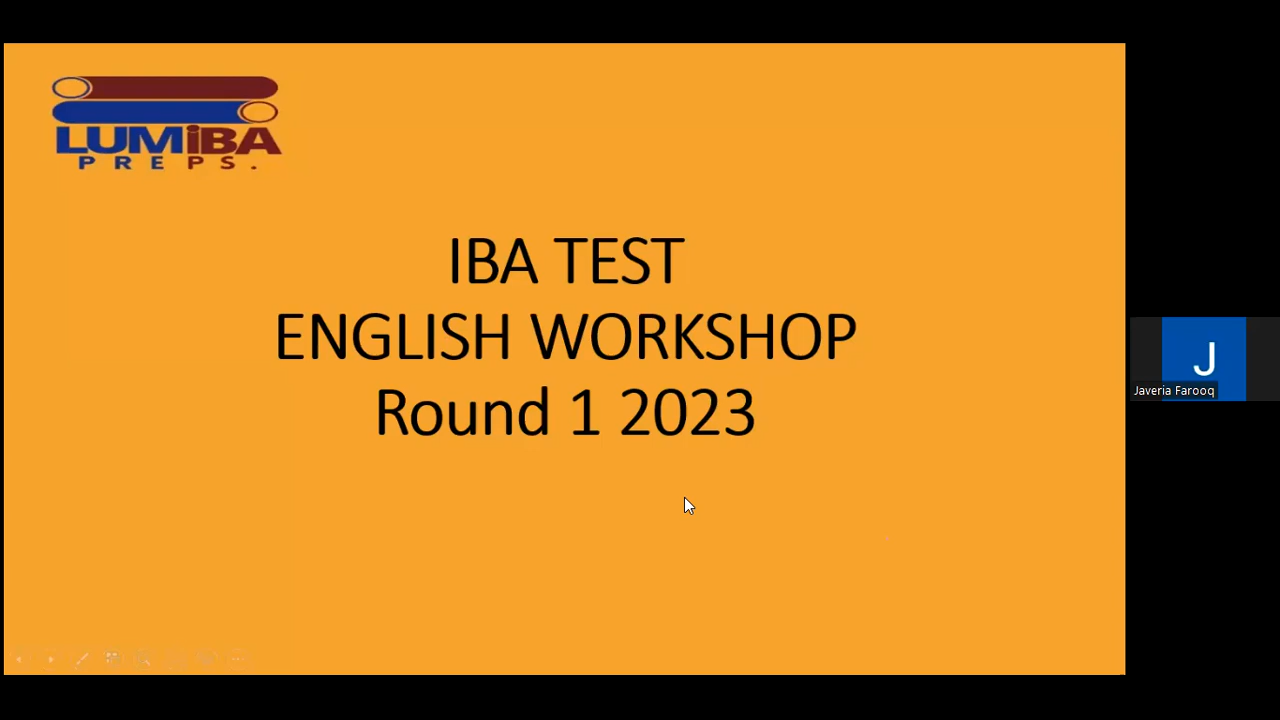 LUMiBA
PREPS.
IBA TEST
ENGLISH WORKSHOP
Round 1 2023
J
Javeria Farooq